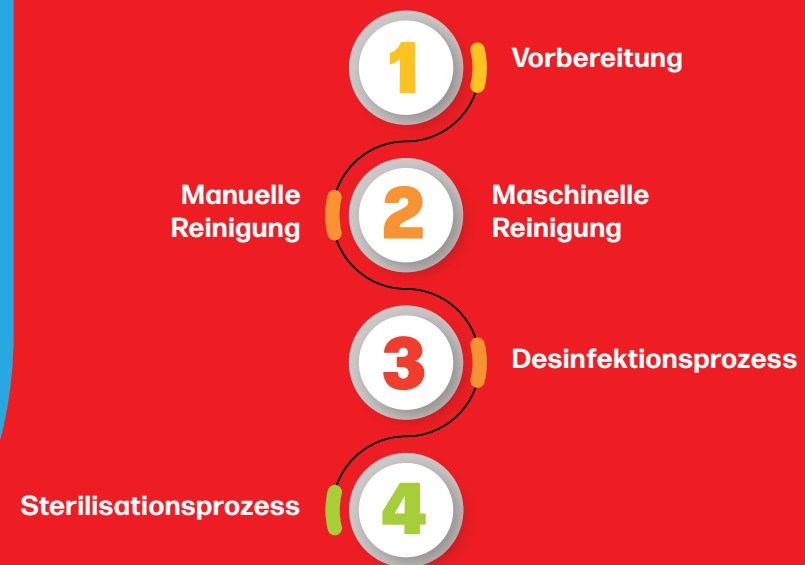 1
Vorbereitung
Manuelle
Reinigung
2
Maschinelle
Reinigung
3
Desinfektionsprozess
Sterilisationsprozess
4